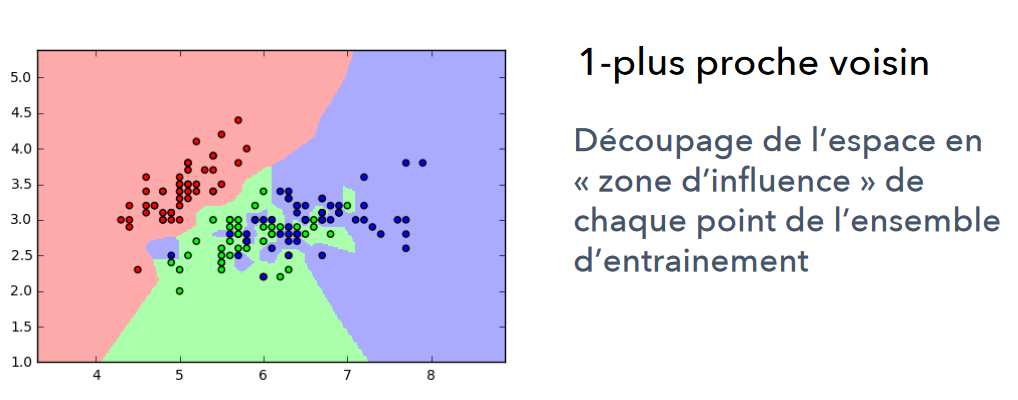 1-plus proche voisin
Découpage de l'espace en
« zone d'influence » de
chaque point de l'ensemble
d'entrainement
5.0
4.5
4.0
3.5
3.0
2.5
2.0
1.5
1.0
4 5 6 7 8